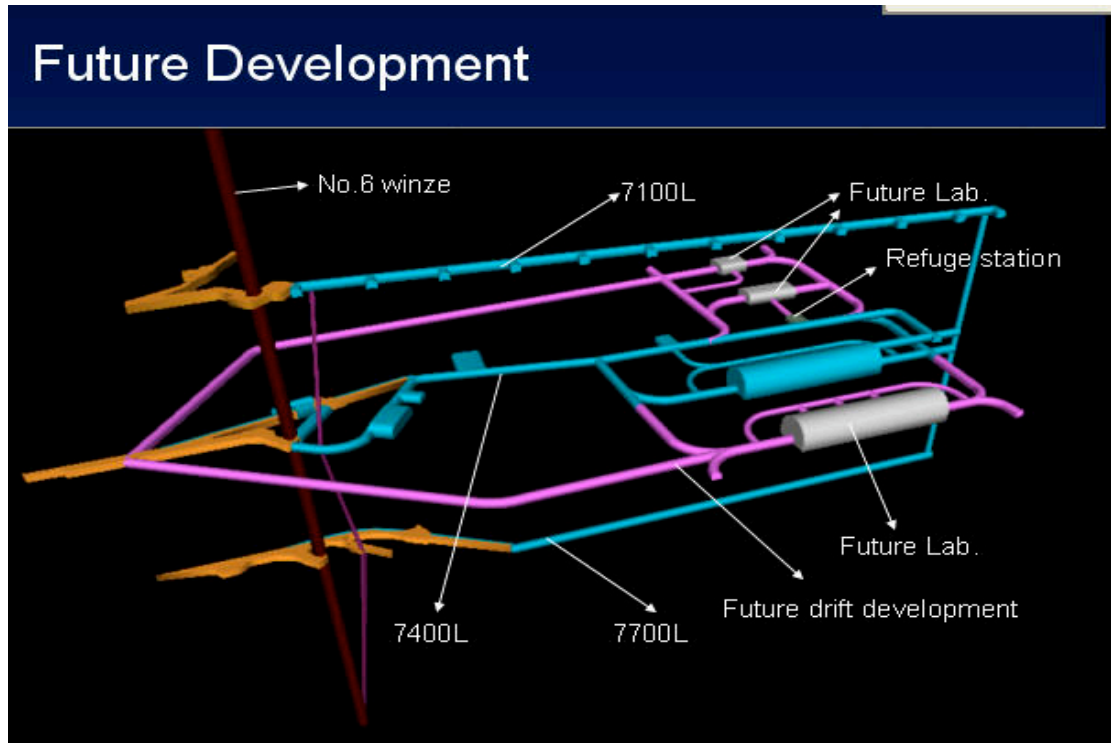 Future Development
No.6 winze
7100L
Future Lab.
Refuge station
Future Lab.
Future drift development
7400L
7700L